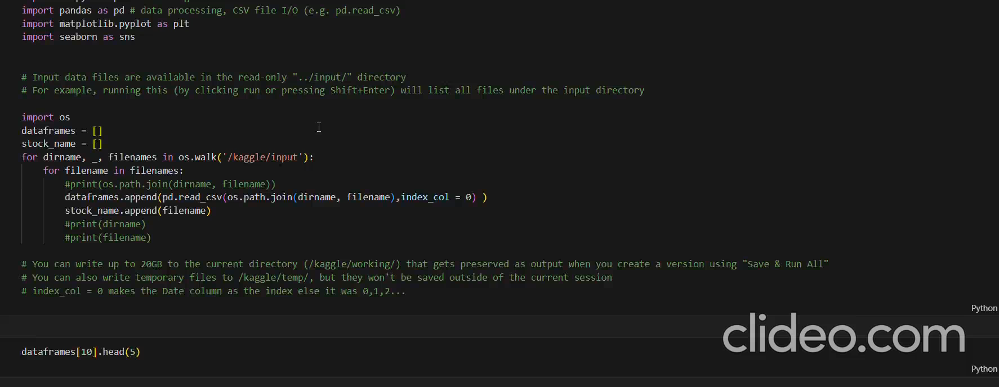 import pandas as pd # data processing, CSV file I/O (e.g. pd.read_csv)
import matplotlib.pyplot as plt
import seaborn as sns
# Input data files are available in the read-only "../input/" directory
# For example, running this (by clicking run or pressing Shift+Enter) will list all files under the input directory
import os
dataframes = []
stock_name = []
for dirname, _, filenames in os.walk('/kaggle/input'):
    for filename in filenames:
        #print(os.path.join(dirname, filename))
        dataframes.append(pd.read_csv(os.path.join(dirname, filename),index_col = 0) )
        stock_name.append(filename)
        #print(dirname)
        #print(filename)
# You can write up to 20GB to the current directory (/kaggle/working/) that gets preserved as output when you create a version using "Save & Run All"
# You can also write temporary files to /kaggle/temp/, but they won't be saved outside of the current session
# index_col = 0 makes the Date column as the index else it was 0,1,2...
Python
clideo.com
dataframes[10].head(5)
Python